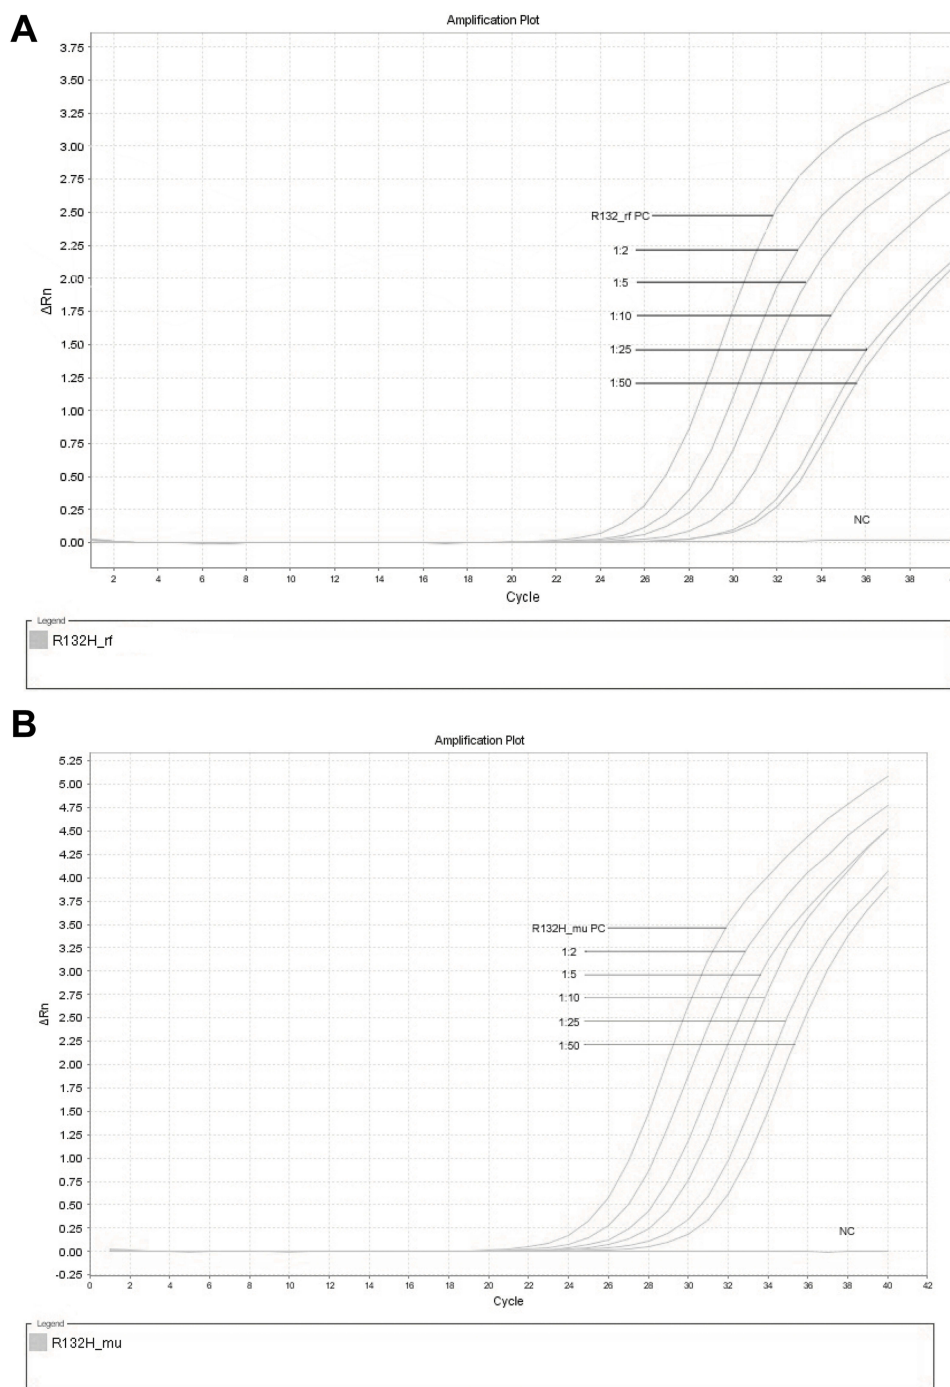 A
Amplification Plot
3.75
3.50
3.25
3.00
2.75
2.50
2.25
2.00
1.75
1.50
1.25
1.00
0.75
0.50
0.25
0.00
ΔRn
R132_rf PC
1:2
1:5
1:10
1:25
1:50
NC
2 4 6 8 10 12 14 16 18 20 22 24 26 28 30 32 34 36 38
Cycle
Legend
R132H_rf
B
Amplification Plot
5.25
5.00
4.75
4.50
4.25
4.00
3.75
3.50
3.25
3.00
2.75
2.50
2.25
2.00
1.75
1.50
1.25
1.00
0.75
0.50
0.25
0.00
-0.25
ΔRn
R132H_mu PC
1:2
1:5
1:10
1:25
1:50
NC
0 2 4 6 8 10 12 14 16 18 20 22 24 26 28 30 32 34 36 38 40 42
Cycle
Legend
R132H_mu